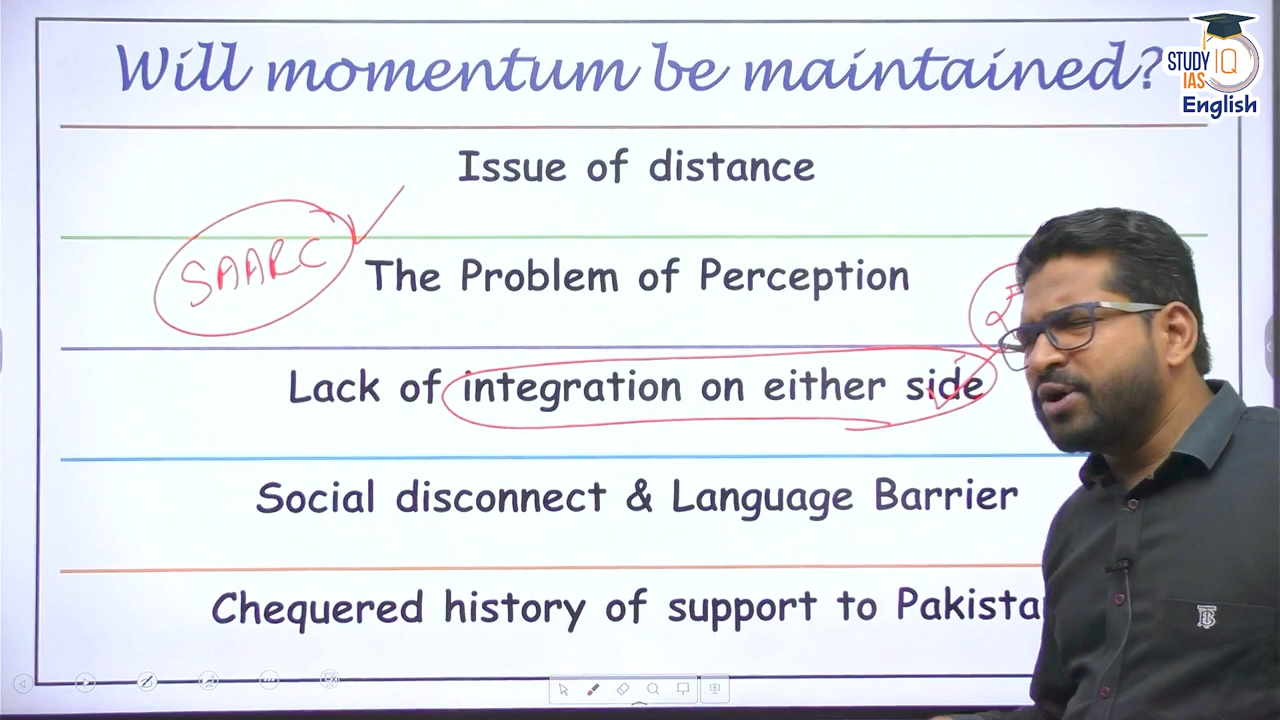 Will momentum be maintained?
STUDY IQ
IAS
English
Issue of distance
SAARC
The Problem of Perception
Lack of integration on either side
Social disconnect & Language Barrier
Chequered history of support to Pakista